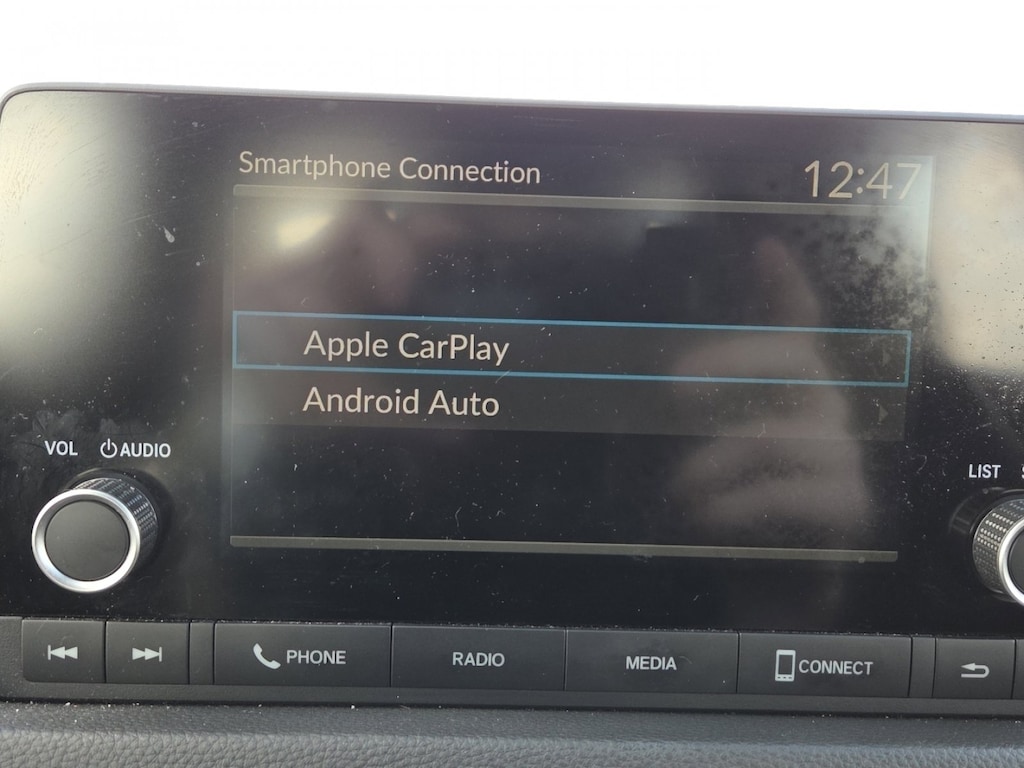 Smartphone Connection 12:47
Apple CarPlay
Android Auto
VOL AUDIO
LIST
PHONE RADIO MEDIA CONNECT